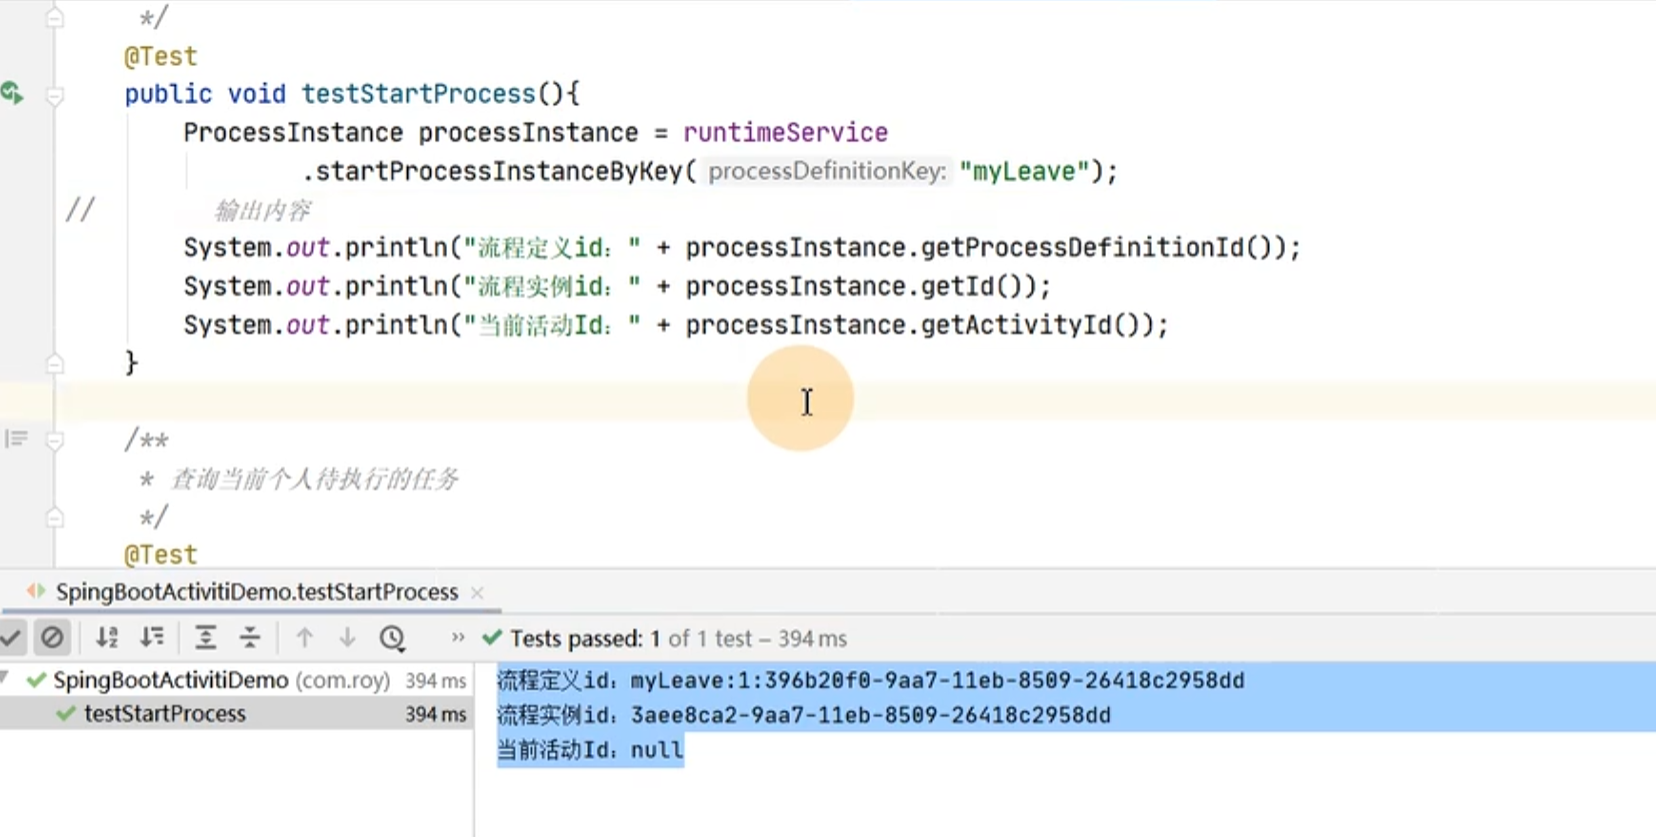 */
@Test
public void testStartProcess(){
ProcessInstance processInstance = runtimeService
.startProcessInstanceByKey( processDefinitionKey: "myLeave");
// 输出内容
System.out.println("流程定义id：" + processInstance.getProcessDefinitionId());
System.out.println("流程实例id：" + processInstance.getId());
System.out.println("当前活动Id：" + processInstance.getActivityId());
}
/**
* 查询当前个人待执行的任务
*/
@Test
SpingBootActivitiDemo.testStartProcess ×
» Tests passed: 1 of 1 test – 394 ms
SpingBootActivitiDemo (com.roy) 394 ms
testStartProcess 394 ms
流程定义id：myLeave:1:396b20f0-9aa7-11eb-8509-26418c2958dd
流程实例id：3aee8ca2-9aa7-11eb-8509-26418c2958dd
当前活动Id：null